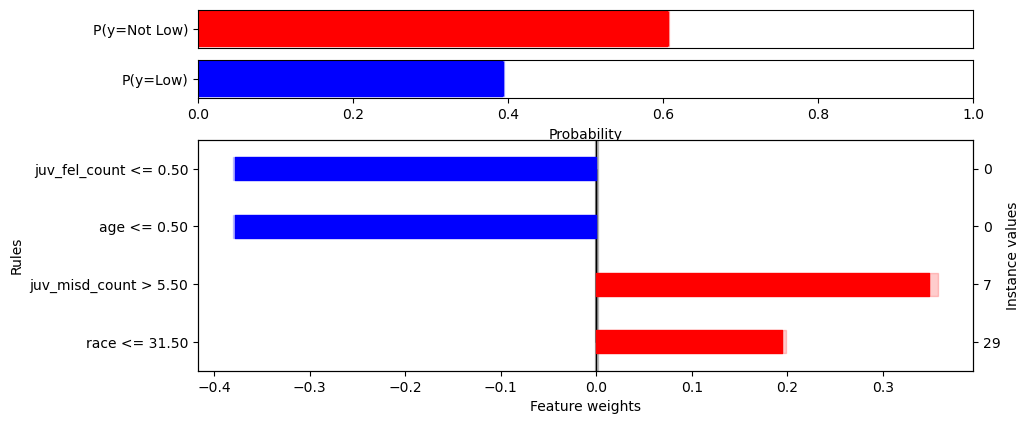 P(y=Not Low)
P(y=Low)
0.0 0.2 0.4 0.6 0.8 1.0
Probability
juv_fel_count <= 0.50 0
age <= 0.50 0
juv_misd_count > 5.50 7
race <= 31.50 29
Rules
Instance values
−0.4 −0.3 −0.2 −0.1 0.0 0.1 0.2 0.3
Feature weights